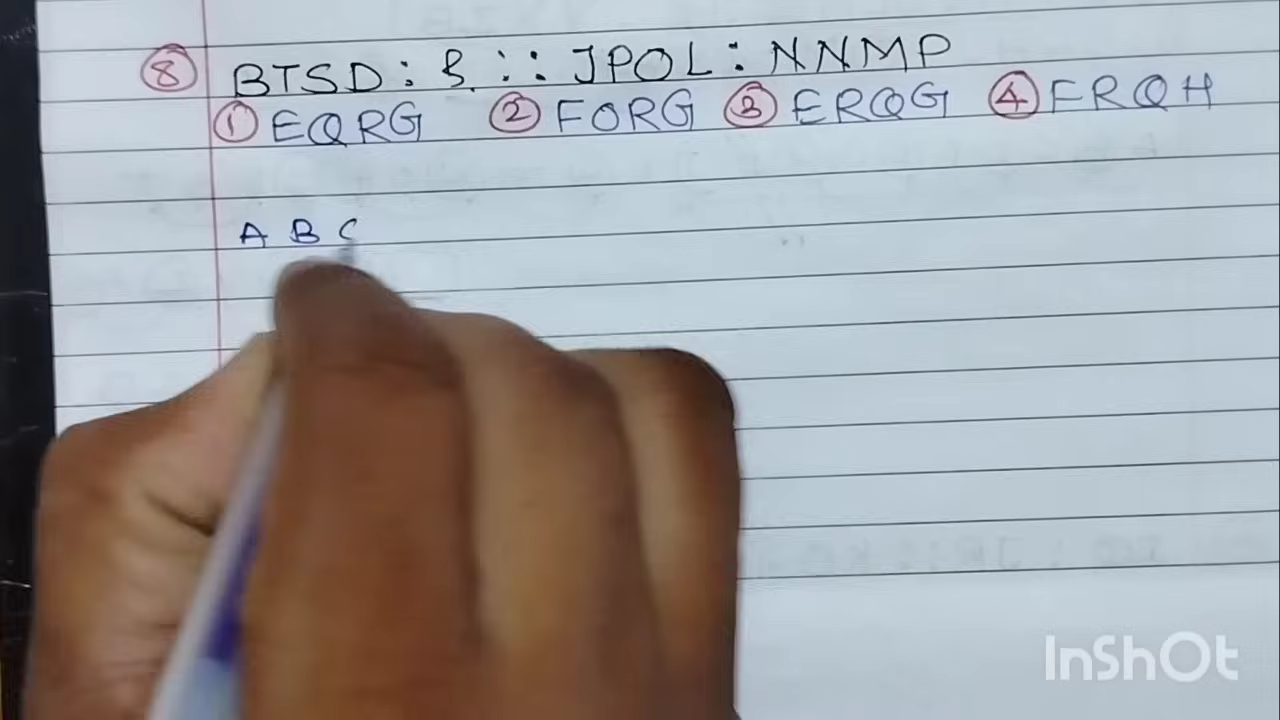 ⑧ BTSD : ? :: JPOL : NNMP
① EQRG ② FORG ③ ERQG ④ FRQH
A B C
InShOt